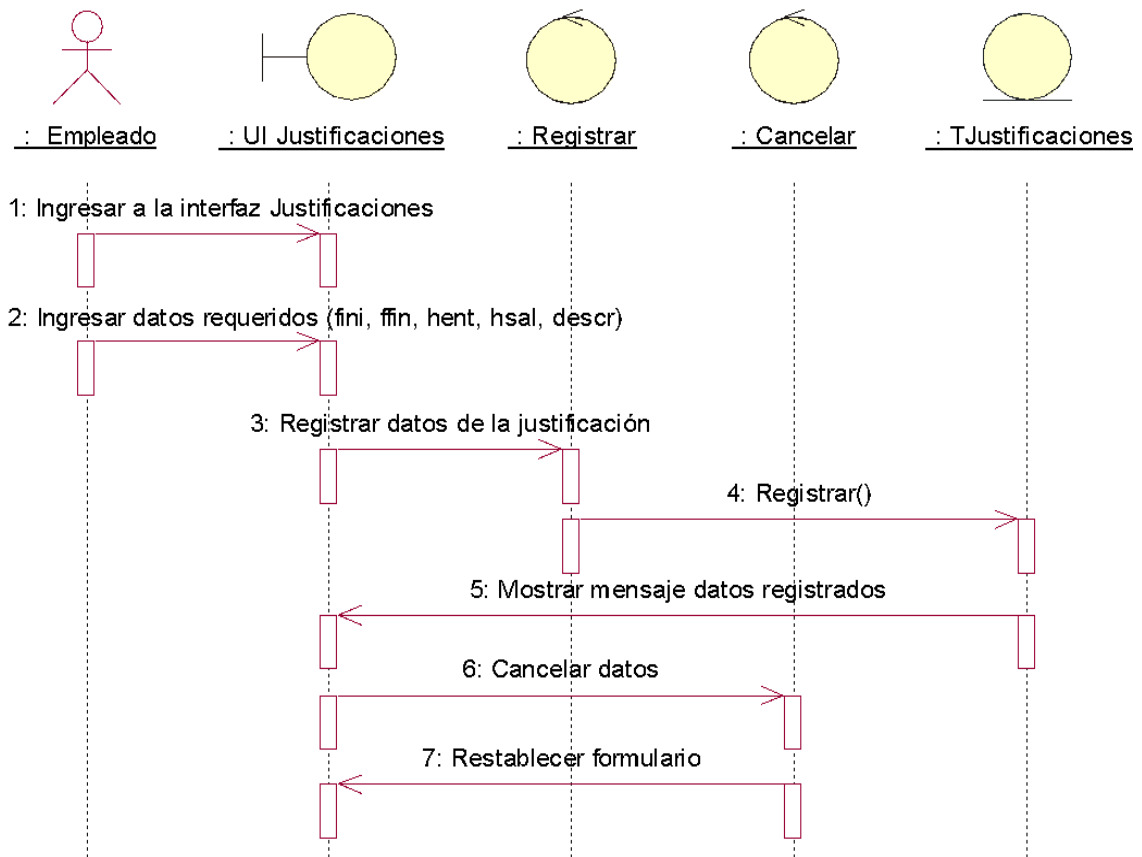 : Empleado
: UI Justificaciones
: Registrar
: Cancelar
: TJustificaciones
1: Ingresar a la interfaz Justificaciones
2: Ingresar datos requeridos (fini, ffin, hent, hsal, descr)
3: Registrar datos de la justificación
4: Registrar()
5: Mostrar mensaje datos registrados
6: Cancelar datos
7: Restablecer formulario